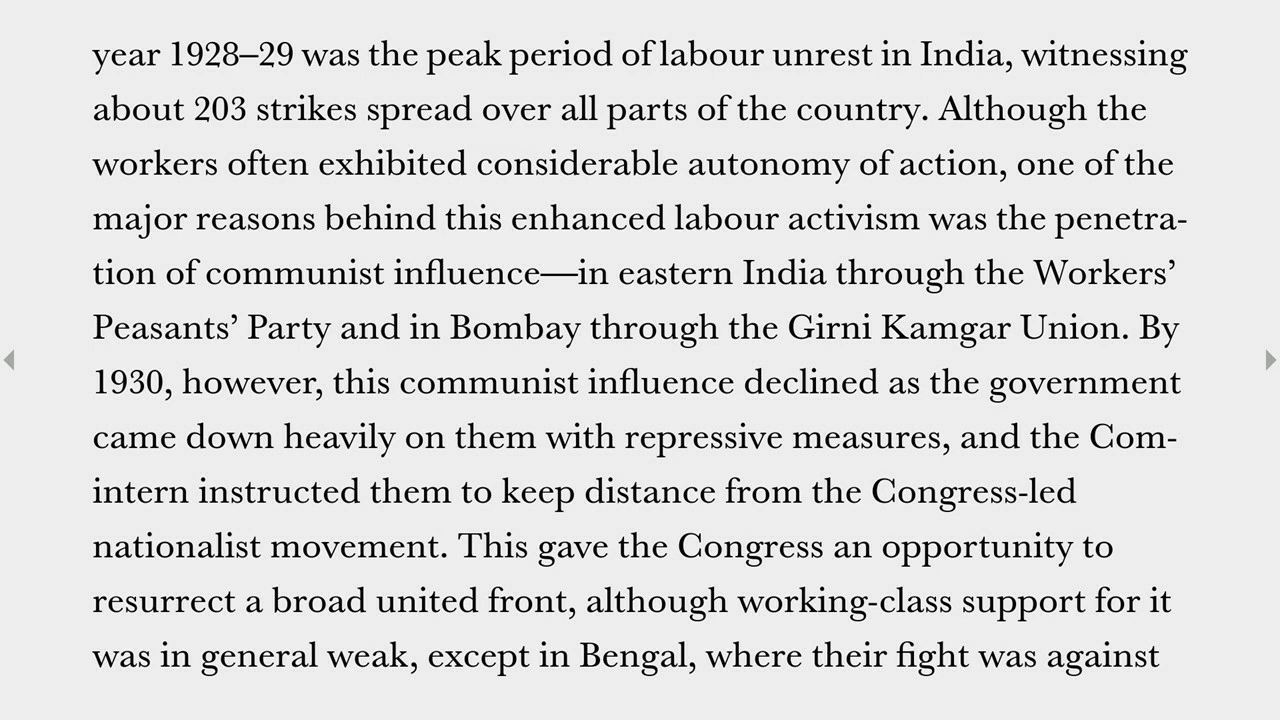 year 1928–29 was the peak period of labour unrest in India, witnessing
about 203 strikes spread over all parts of the country. Although the
workers often exhibited considerable autonomy of action, one of the
major reasons behind this enhanced labour activism was the penetra-
tion of communist influence—in eastern India through the Workers’
Peasants’ Party and in Bombay through the Girni Kamgar Union. By
1930, however, this communist influence declined as the government
came down heavily on them with repressive measures, and the Com-
intern instructed them to keep distance from the Congress-led
nationalist movement. This gave the Congress an opportunity to
resurrect a broad united front, although working-class support for it
was in general weak, except in Bengal, where their fight was against